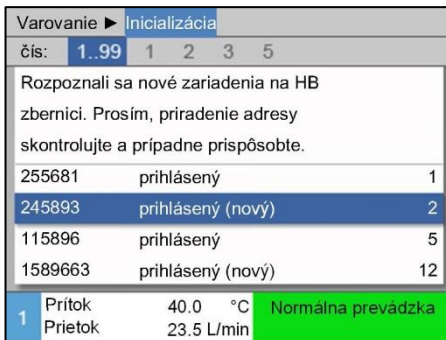 Varovanie ► Inicializácia
čís: 1..99 1 2 3 5
Rozpoznali sa nové zariadenia na HB
zbernici. Prosím, priradenie adresy
skontrolujte a prípadne prispôsobte.
255681 prihlásený 1
245893 prihlásený (nový) 2
115896 prihlásený 5
1589663 prihlásený (nový) 12
1 Prítok 40.0 °C Normálna prevádzka
Prietok 23.5 L/min